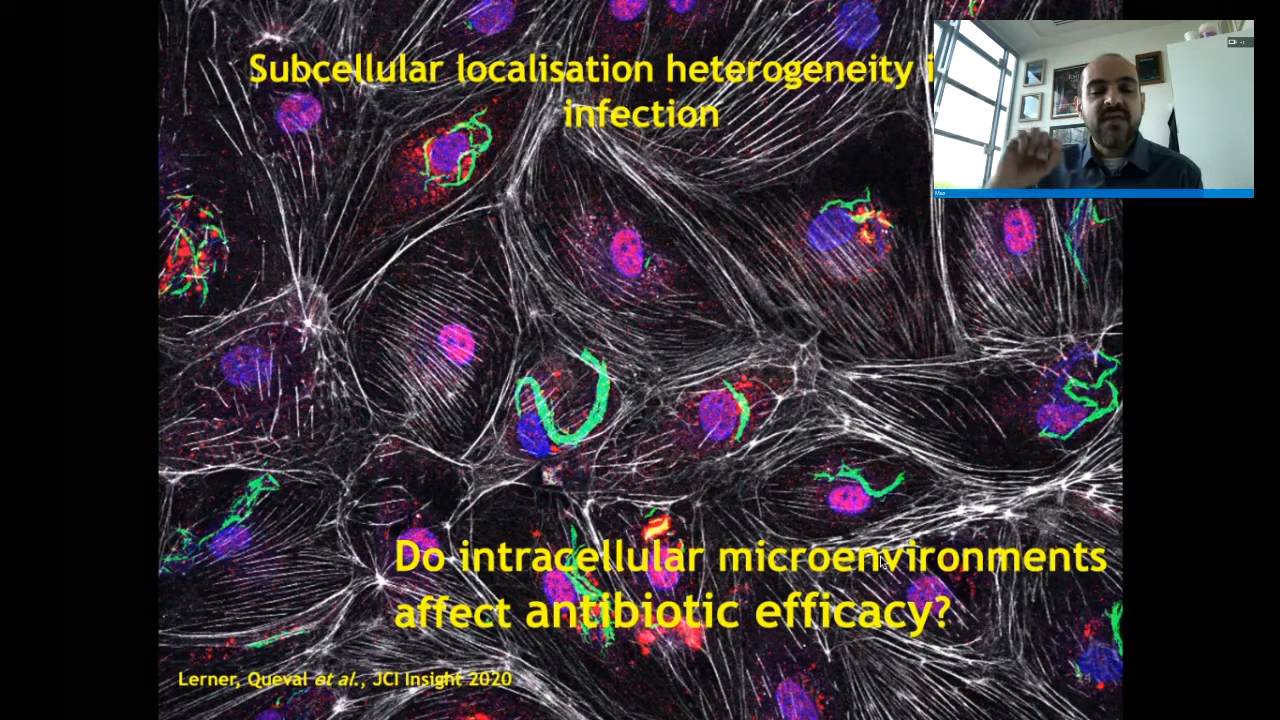 Subcellular localisation heterogeneity i
infection
Do intracellular microenvironments
affect antibiotic efficacy?
Lerner, Queval et al., JCI Insight 2020